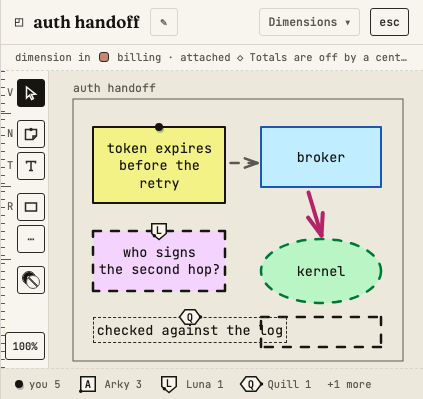 auth handoff
Dimensions
esc
dimension in billing · attached ◇ Totals are off by a cent…
V
N
T
R
100%
auth handoff
token expires
before the
retry
broker
L
who signs
the second hop?
kernel
Q
checked against the log
you 5
A Arky 3
L Luna 1
Q Quill 1
+1 more